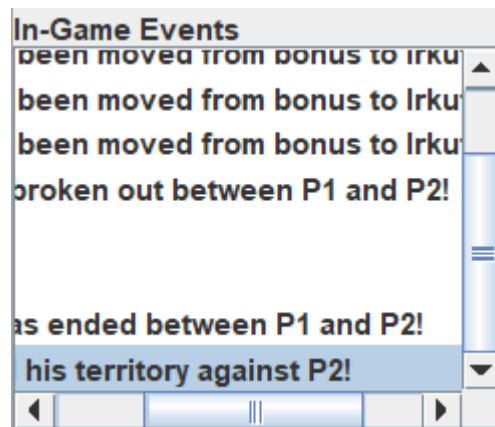 In-Game Events
been moved from bonus to Irku
been moved from bonus to Irku
been moved from bonus to Irku
broken out between P1 and P2!
as ended between P1 and P2!
his territory against P2!